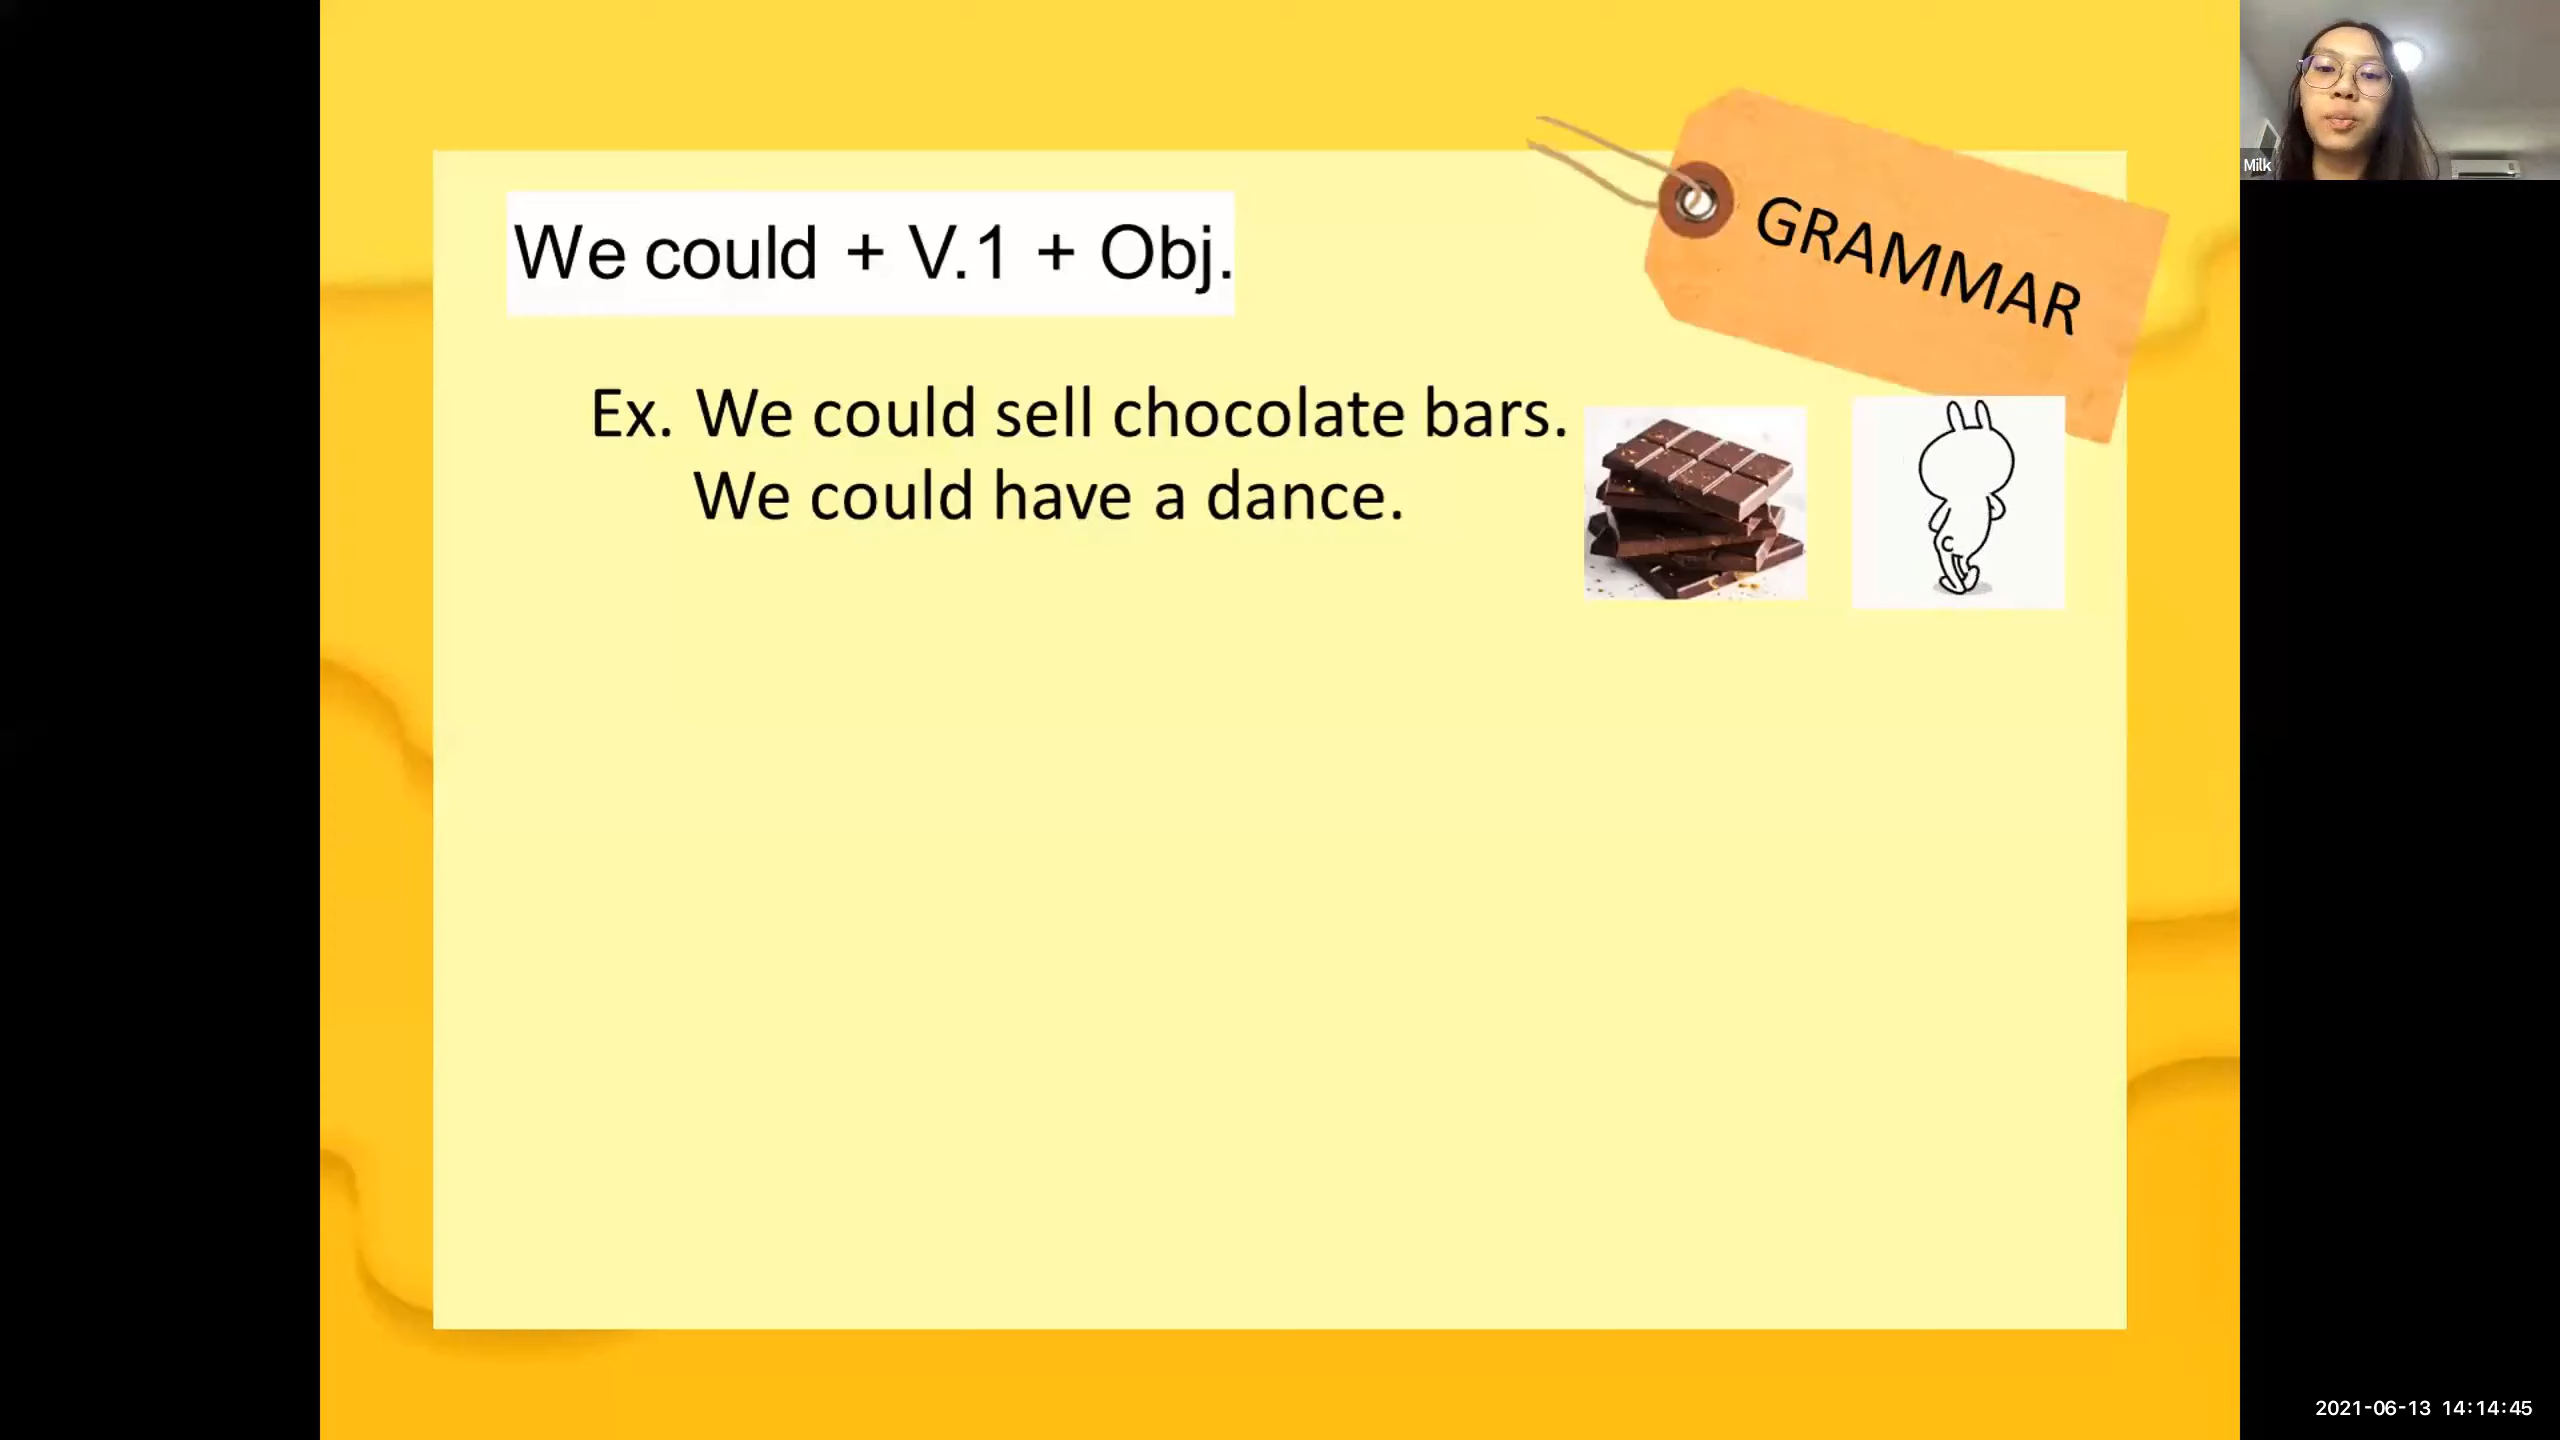 We could + V.1 + Obj.
GRAMMAR
Ex. We could sell chocolate bars.
We could have a dance.
Milk
2021-06-13 14:14:45